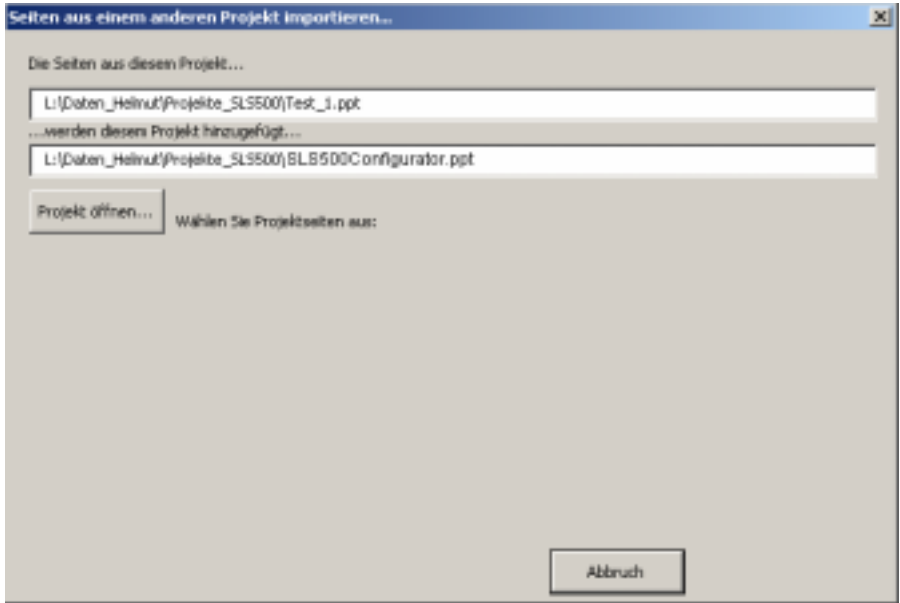 Seiten aus einem anderen Projekt importieren...
Die Seiten aus diesem Projekt...
L:\Daten_Helmut\Projekte_SLS500\Test_1.ppt
...werden diesem Projekt hinzugefügt...
L:\Daten_Helmut\Projekte_SLS500\SLS500Configurator.ppt
Projekt öffnen...
Wählen Sie Projektseiten aus:
Abbruch